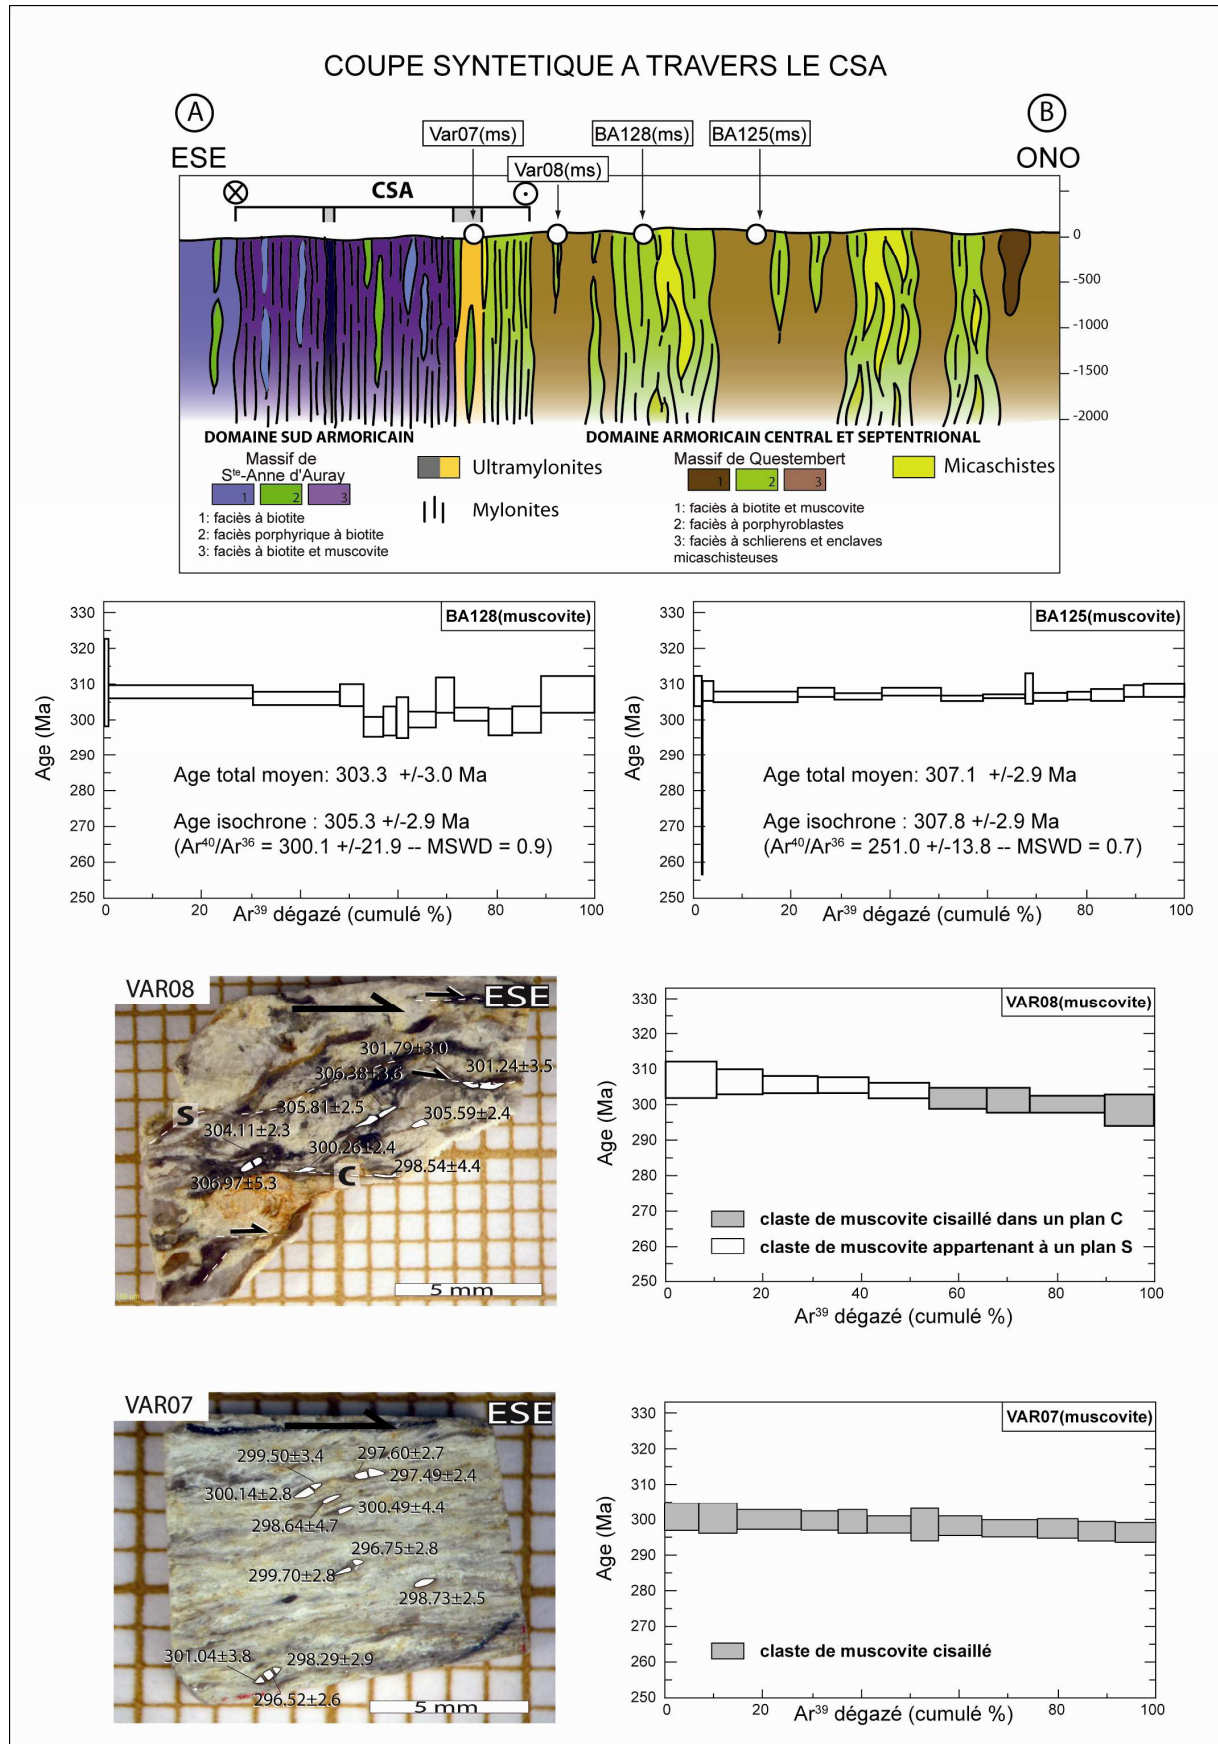 COUPE SYNTETIQUE A TRAVERS LE CSA
A
B
ESE
ONO
Var07(ms)
Var08(ms)
BA128(ms)
BA125(ms)
CSA
0
-500
-1000
-1500
-2000
DOMAINE SUD ARMORICAIN
Massif de
Ste-Anne d'Auray
1 2 3
1: faciès à biotite
2: faciès porphyrique à biotite
3: faciès à biotite et muscovite
Ultramylonites
Mylonites
DOMAINE ARMORICAIN CENTRAL ET SEPTENTRIONAL
Massif de Questembert
1 2 3
1: faciès à biotite et muscovite
2: faciès à porphyroblastes
3: faciès à schlierens et enclaves
micaschisteuses
Micaschistes
BA128(muscovite)
Age (Ma)
330
320
310
300
290
280
270
260
250
Age total moyen: 303.3 +/-3.0 Ma
Age isochrone : 305.3 +/-2.9 Ma
(Ar⁴⁰/Ar³⁶ = 300.1 +/-21.9 -- MSWD = 0.9)
0 20 40 60 80 100
Ar³⁹ dégazé (cumulé %)
BA125(muscovite)
Age (Ma)
330
320
310
300
290
280
270
260
250
Age total moyen: 307.1 +/-2.9 Ma
Age isochrone : 307.8 +/-2.9 Ma
(Ar⁴⁰/Ar³⁶ = 251.0 +/-13.8 -- MSWD = 0.7)
0 20 40 60 80 100
Ar³⁹ dégazé (cumulé %)
VAR08
ESE
301.79±3.0
306.38±3.6
301.24±3.5
305.81±2.5
305.59±2.4
S
304.11±2.3
300.26±2.4
298.54±4.4
C
306.97±5.3
5 mm
VAR08(muscovite)
Age (Ma)
330
320
310
300
290
280
270
260
250
claste de muscovite cisaillé dans un plan C
claste de muscovite appartenant à un plan S
0 20 40 60 80 100
Ar³⁹ dégazé (cumulé %)
VAR07
ESE
299.50±3.4
297.60±2.7
297.49±2.4
300.14±2.8
300.49±4.4
298.64±4.7
296.75±2.8
299.70±2.8
298.73±2.5
301.04±3.8
298.29±2.9
296.52±2.6
5 mm
VAR07(muscovite)
Age (Ma)
330
320
310
300
290
280
270
260
250
claste de muscovite cisaillé
0 20 40 60 80 100
Ar³⁹ dégazé (cumulé %)